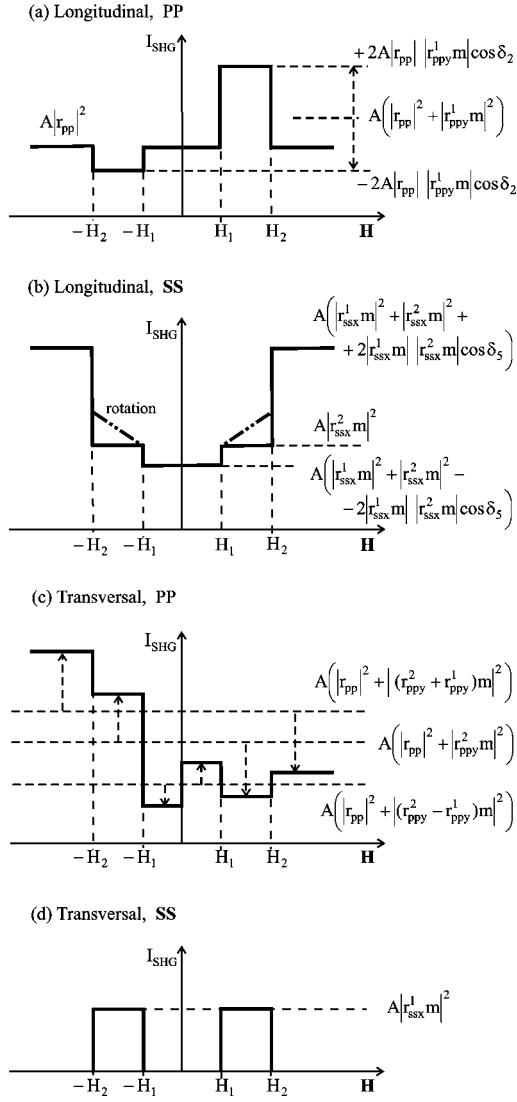 (a) Longitudinal, PP
I_SHG
+2A|r_pp| |r^1_ppy m|cosδ_2
A|r_pp|^2
A(|r_pp|^2 + |r^1_ppy m|^2)
−2A|r_pp| |r^1_ppy m|cosδ_2
−H_2 −H_1 H_1 H_2 H
(b) Longitudinal, SS
I_SHG
A(|r^1_ssx m|^2 + |r^2_ssx m|^2 +
+ 2|r^1_ssx m| |r^2_ssx m|cosδ_5)
rotation
A|r^2_ssx m|^2
A(|r^1_ssx m|^2 + |r^2_ssx m|^2 −
−2|r^1_ssx m| |r^2_ssx m|cosδ_5)
−H_2 −H_1 H_1 H_2 H
(c) Transversal, PP
I_SHG
A(|r_pp|^2 + |(r^2_ppy + r^1_ppy)m|^2)
A(|r_pp|^2 + |r^2_ppy m|^2)
A(|r_pp|^2 + |(r^2_ppy − r^1_ppy)m|^2)
−H_2 −H_1 H_1 H_2 H
(d) Transversal, SS
I_SHG
A|r^1_ssx m|^2
−H_2 −H_1 H_1 H_2 H